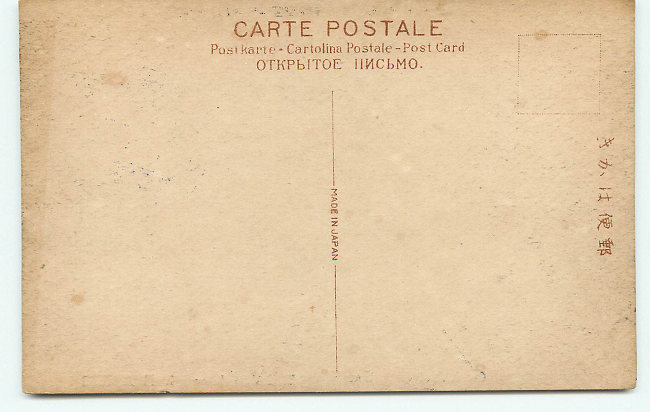 CARTE POSTALE
Postkarte - Cartolina Postale - Post Card
ОТКРЫТОЕ ПИСЬМО.
MADE IN JAPAN
きかは便郵